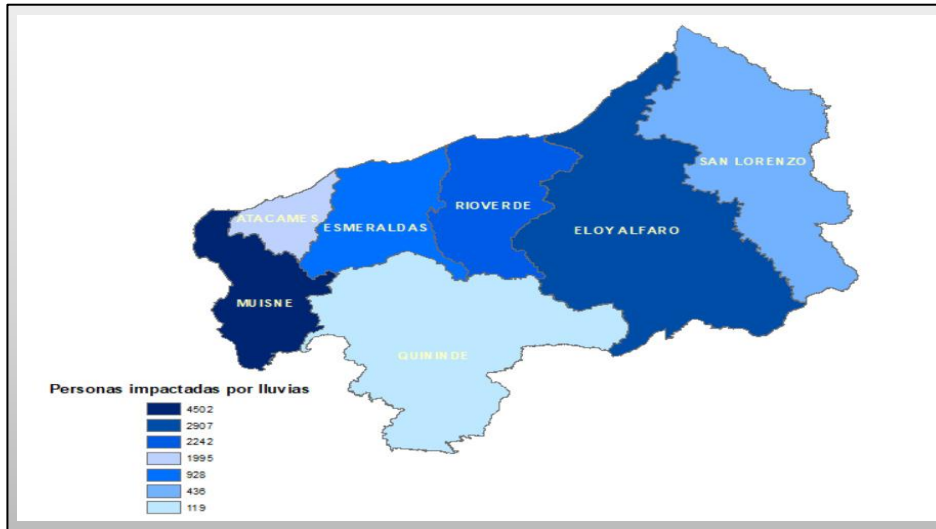 SAN LORENZO
RIOVERDE
ATACAMES
ESMERALDAS
ELOY ALFARO
MUISNE
QUININDE
Personas impactadas por lluvias
4502
2907
2242
1995
928
436
119